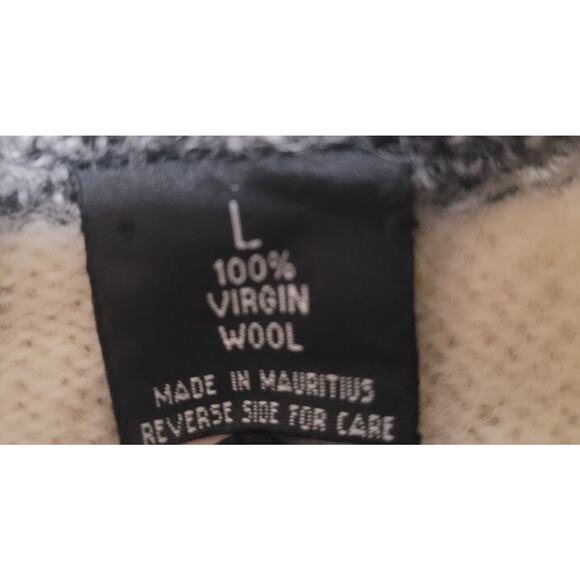 L
100%
VIRGIN
WOOL
MADE IN MAURITIUS
REVERSE SIDE FOR CARE